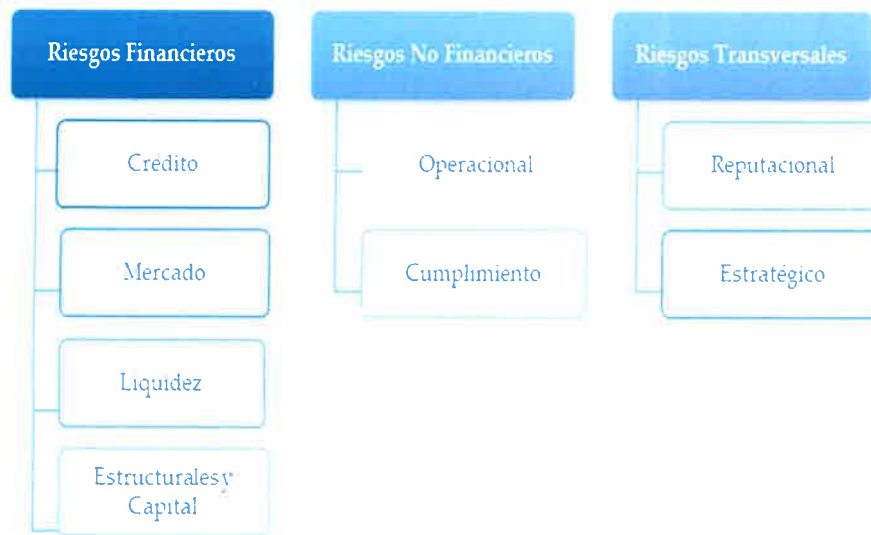 Riesgos Financieros
Crédito
Mercado
Liquidez
Estructurales y
Capital
Riesgos No Financieros
Operacional
Cumplimiento
Riesgos Transversales
Reputacional
Estratégico